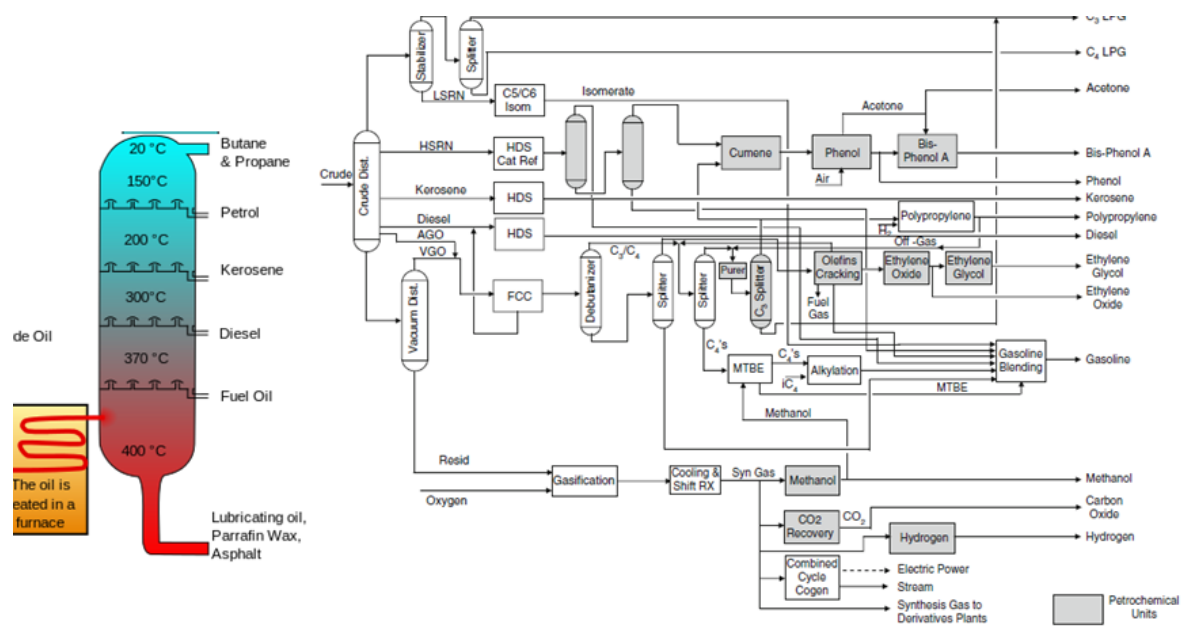 20 °C
150°C
200 °C
300°C
370 °C
400 °C
Butane
& Propane
Petrol
Kerosene
Diesel
Fuel Oil
Lubricating oil,
Parrafin Wax,
Asphalt
de Oil
The oil is
eated in a
furnace
Crude
Crude Dist.
Stabilizer
Splitter
LSRN
C5/C6
Isom
Isomerate
HSRN
HDS
Cat Ref
Kerosene
HDS
Diesel
HDS
AGO
VGO
Vacuum Dist.
FCC
Debutanizer
C3/C4
Splitter
Splitter
C4's
Purer
C3 Splitter
Cumene
Phenol
Air
Acetone
Bis-
Phenol A
Polypropylene
H2
Off -Gas
Olefins
Cracking
Fuel
Gas
Ethylene
Oxide
Ethylene
Glycol
MTBE
C4's
iC4
Alkylation
Gasoline
Blending
MTBE
Methanol
Resid
Oxygen
Gasification
Cooling &
Shift RX
Syn Gas
Methanol
CO2
Recovery
CO2
Hydrogen
Combined
Cycle
Cogen
Electric Power
Stream
Synthesis Gas to
Derivatives Plants
C3 LPG
C4 LPG
Acetone
Bis-Phenol A
Phenol
Kerosene
Polypropylene
Diesel
Ethylene
Glycol
Ethylene
Oxide
Gasoline
Methanol
Carbon
Oxide
Hydrogen
Petrochemical
Units